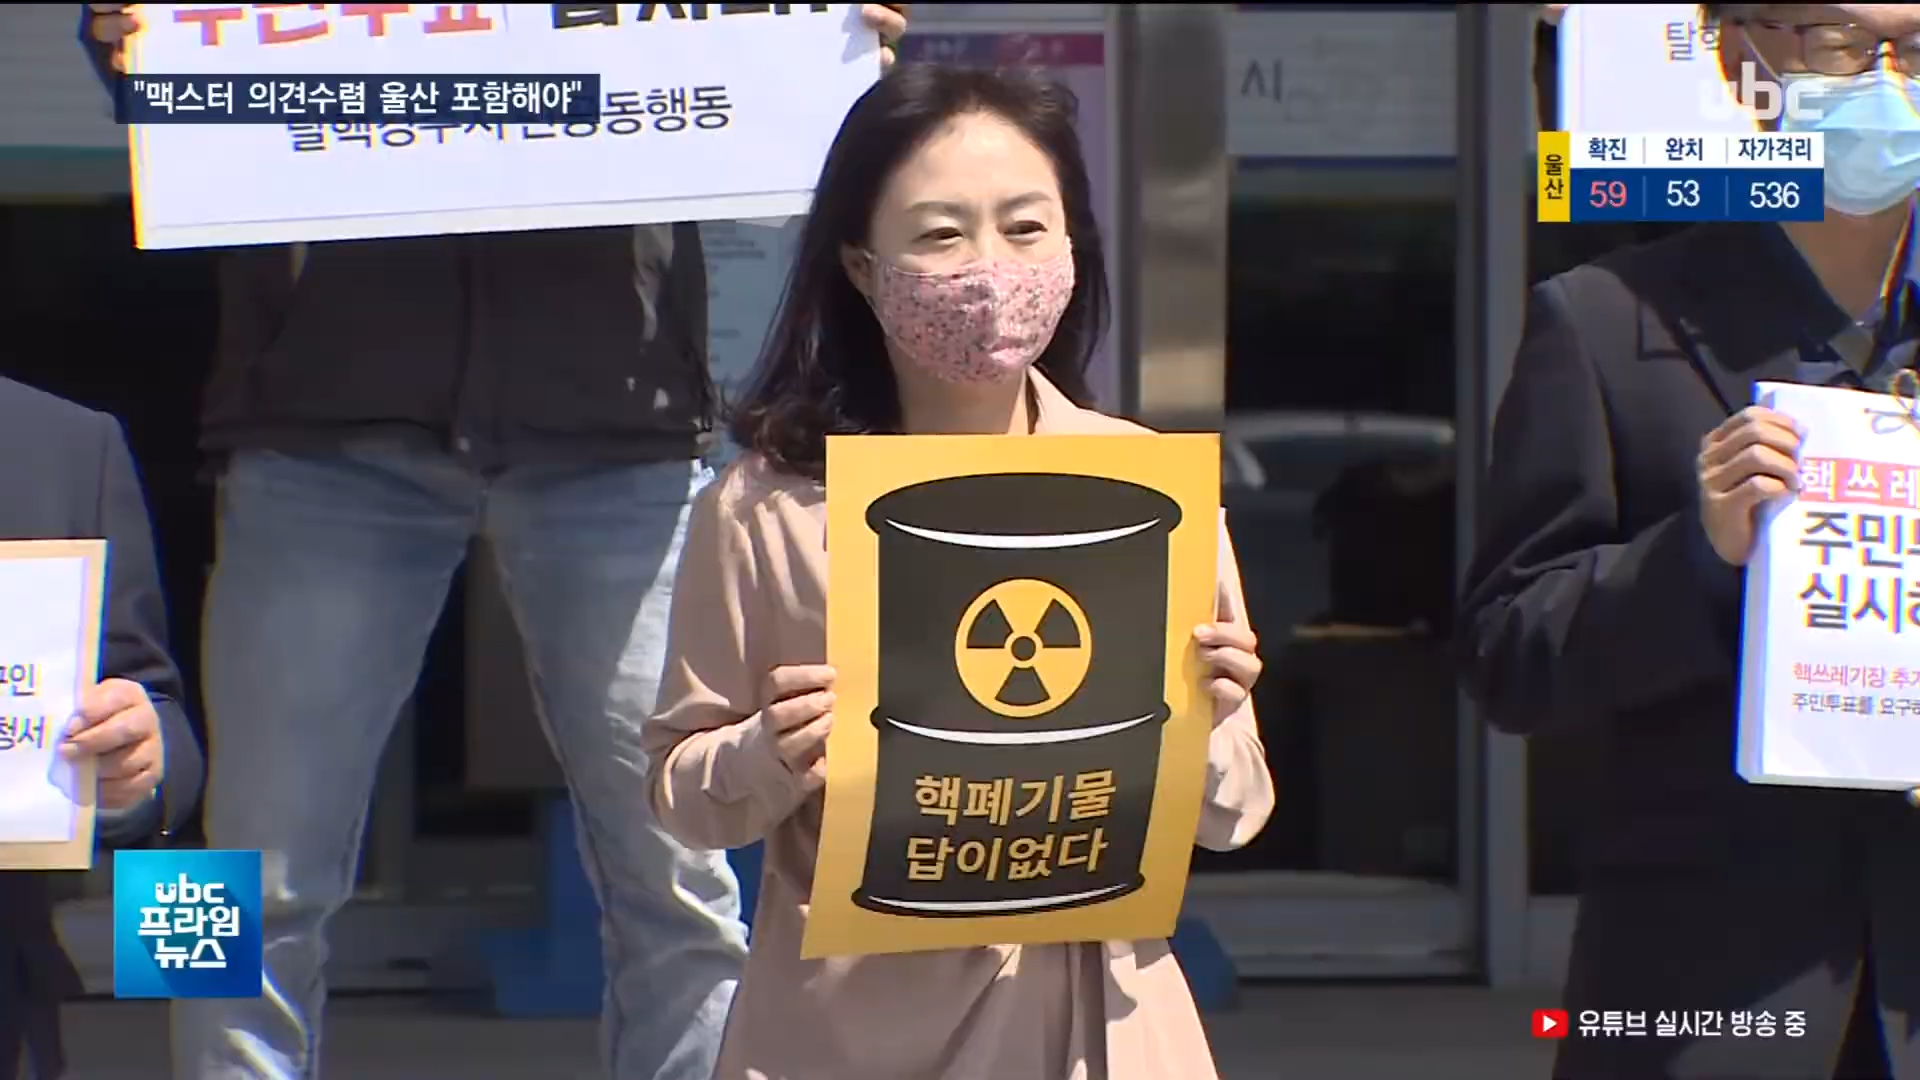 "맥스터 의견수렴 울산 포함해야"
공동행동
시
탈핵
ubc
울산
확진 완치 자가격리
59 53 536
핵쓰레
주민
실시
핵쓰레기장 추가
주민투표를 요구
구인
청서
핵폐기물
답이없다
ubc
프라임
뉴스
유튜브 실시간 방송 중